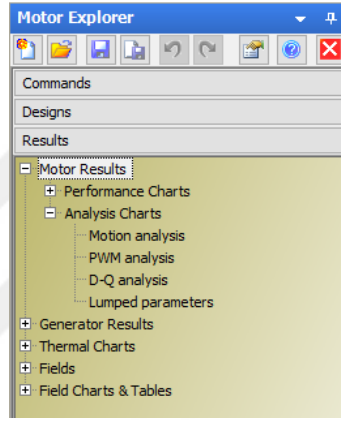 Motor Explorer
Commands
Designs
Results
Motor Results
Performance Charts
Analysis Charts
Motion analysis
PWM analysis
D-Q analysis
Lumped parameters
Generator Results
Thermal Charts
Fields
Field Charts & Tables